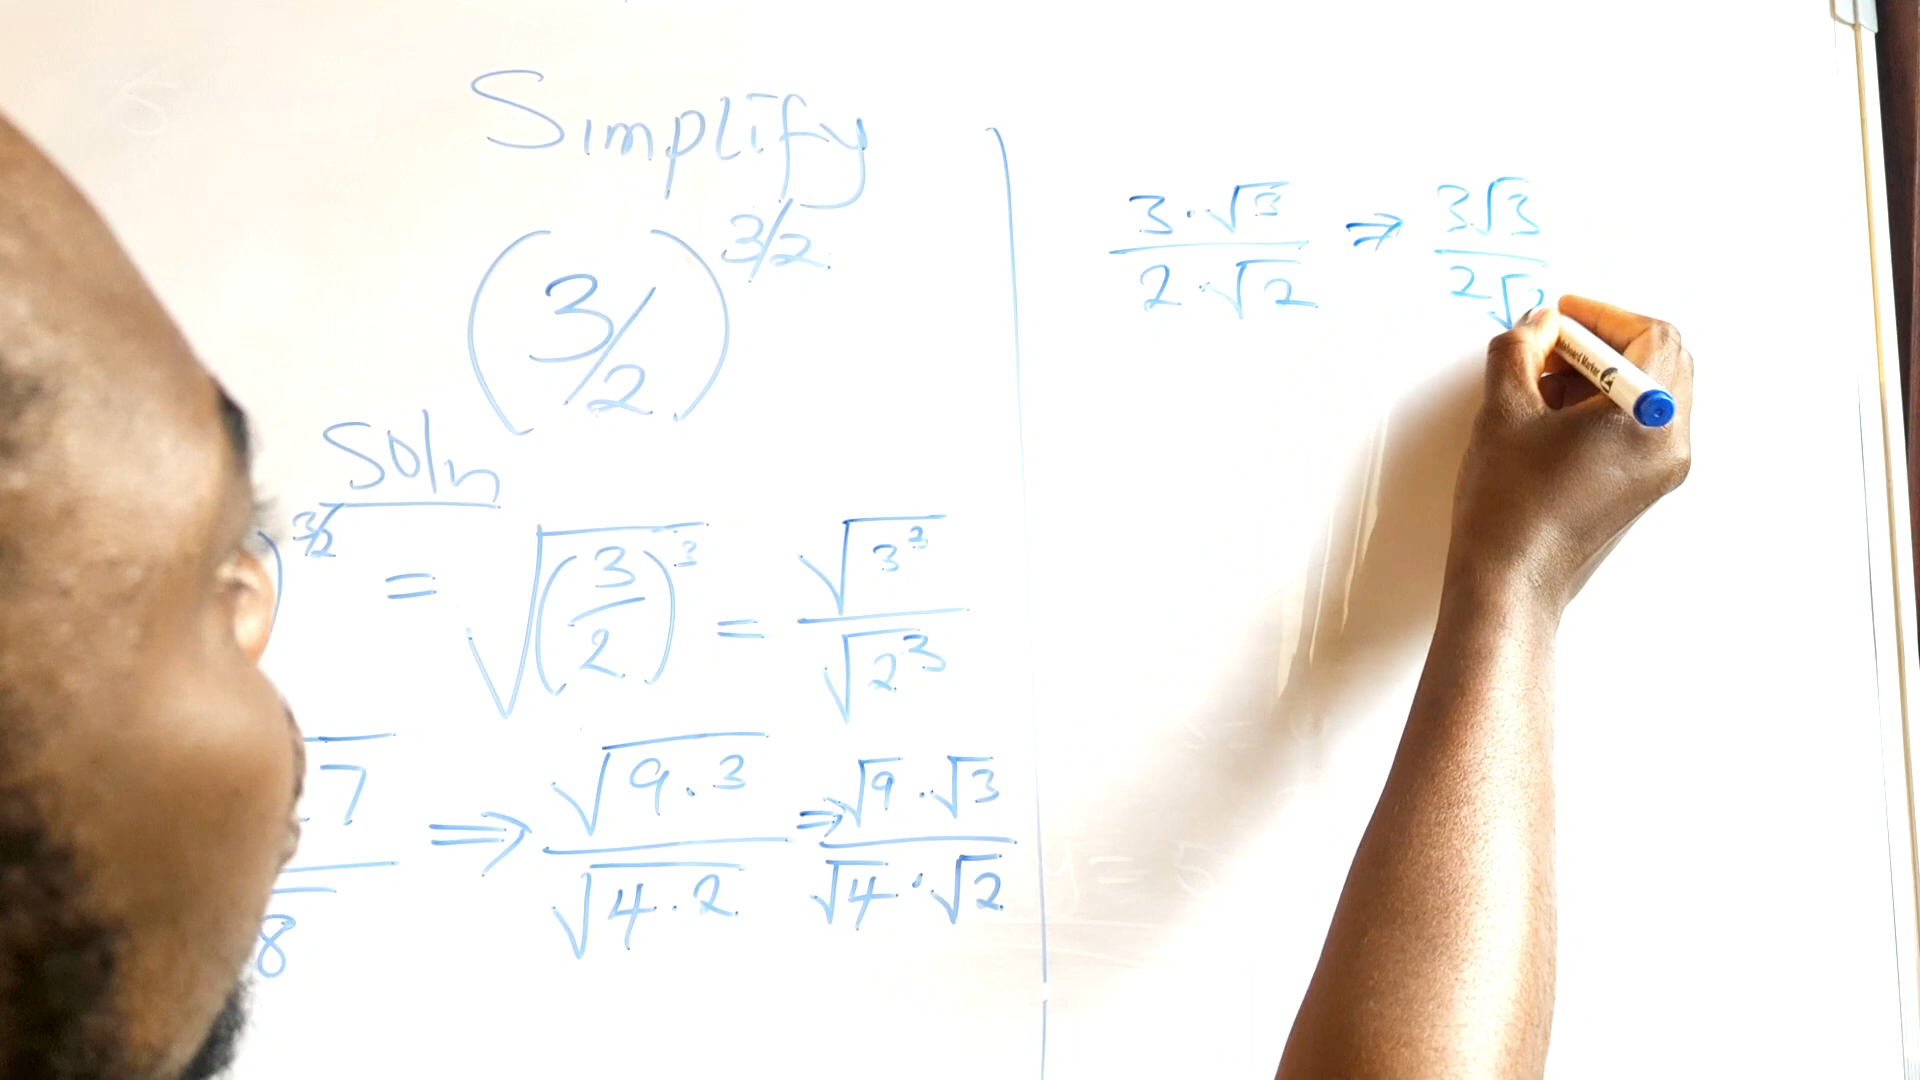 Simplify
(3/2)^3/2
Soln
)^3/2 = √(3/2)^3 = √3^3/√2^3
7/8 ⇒ √9.3/√4.2 ⇒ √9.√3/√4.√2
3.√3/2.√2 ⇒ 3√3/2√2